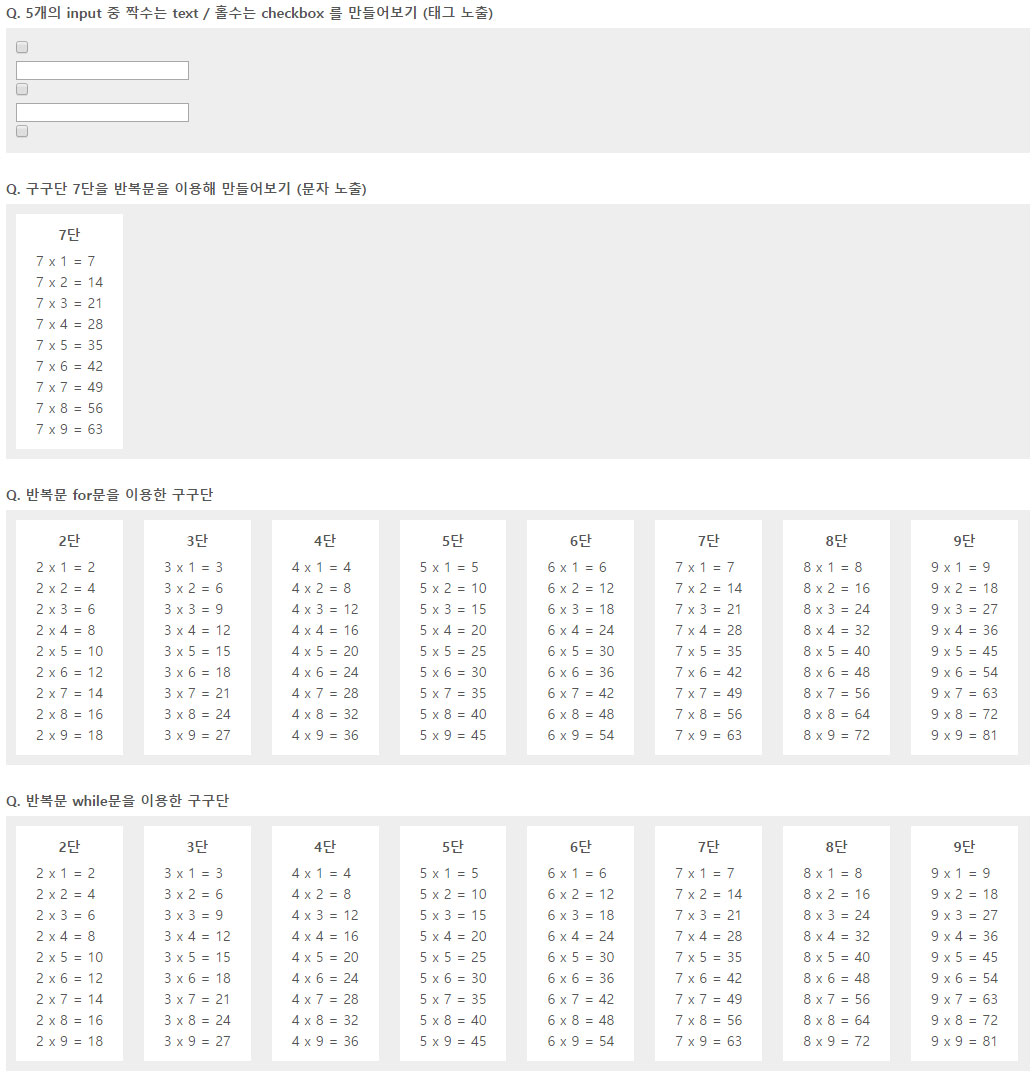 Q. 5개의 input 중 짝수는 text / 홀수는 checkbox 를 만들어보기 (태그 노출)
Q. 구구단 7단을 반복문을 이용해 만들어보기 (문자 노출)
7단
7 x 1 = 7
7 x 2 = 14
7 x 3 = 21
7 x 4 = 28
7 x 5 = 35
7 x 6 = 42
7 x 7 = 49
7 x 8 = 56
7 x 9 = 63
Q. 반복문 for문을 이용한 구구단
2단 3단 4단 5단 6단 7단 8단 9단
2 x 1 = 2 3 x 1 = 3 4 x 1 = 4 5 x 1 = 5 6 x 1 = 6 7 x 1 = 7 8 x 1 = 8 9 x 1 = 9
2 x 2 = 4 3 x 2 = 6 4 x 2 = 8 5 x 2 = 10 6 x 2 = 12 7 x 2 = 14 8 x 2 = 16 9 x 2 = 18
2 x 3 = 6 3 x 3 = 9 4 x 3 = 12 5 x 3 = 15 6 x 3 = 18 7 x 3 = 21 8 x 3 = 24 9 x 3 = 27
2 x 4 = 8 3 x 4 = 12 4 x 4 = 16 5 x 4 = 20 6 x 4 = 24 7 x 4 = 28 8 x 4 = 32 9 x 4 = 36
2 x 5 = 10 3 x 5 = 15 4 x 5 = 20 5 x 5 = 25 6 x 5 = 30 7 x 5 = 35 8 x 5 = 40 9 x 5 = 45
2 x 6 = 12 3 x 6 = 18 4 x 6 = 24 5 x 6 = 30 6 x 6 = 36 7 x 6 = 42 8 x 6 = 48 9 x 6 = 54
2 x 7 = 14 3 x 7 = 21 4 x 7 = 28 5 x 7 = 35 6 x 7 = 42 7 x 7 = 49 8 x 7 = 56 9 x 7 = 63
2 x 8 = 16 3 x 8 = 24 4 x 8 = 32 5 x 8 = 40 6 x 8 = 48 7 x 8 = 56 8 x 8 = 64 9 x 8 = 72
2 x 9 = 18 3 x 9 = 27 4 x 9 = 36 5 x 9 = 45 6 x 9 = 54 7 x 9 = 63 8 x 9 = 72 9 x 9 = 81
Q. 반복문 while문을 이용한 구구단
2단 3단 4단 5단 6단 7단 8단 9단
2 x 1 = 2 3 x 1 = 3 4 x 1 = 4 5 x 1 = 5 6 x 1 = 6 7 x 1 = 7 8 x 1 = 8 9 x 1 = 9
2 x 2 = 4 3 x 2 = 6 4 x 2 = 8 5 x 2 = 10 6 x 2 = 12 7 x 2 = 14 8 x 2 = 16 9 x 2 = 18
2 x 3 = 6 3 x 3 = 9 4 x 3 = 12 5 x 3 = 15 6 x 3 = 18 7 x 3 = 21 8 x 3 = 24 9 x 3 = 27
2 x 4 = 8 3 x 4 = 12 4 x 4 = 16 5 x 4 = 20 6 x 4 = 24 7 x 4 = 28 8 x 4 = 32 9 x 4 = 36
2 x 5 = 10 3 x 5 = 15 4 x 5 = 20 5 x 5 = 25 6 x 5 = 30 7 x 5 = 35 8 x 5 = 40 9 x 5 = 45
2 x 6 = 12 3 x 6 = 18 4 x 6 = 24 5 x 6 = 30 6 x 6 = 36 7 x 6 = 42 8 x 6 = 48 9 x 6 = 54
2 x 7 = 14 3 x 7 = 21 4 x 7 = 28 5 x 7 = 35 6 x 7 = 42 7 x 7 = 49 8 x 7 = 56 9 x 7 = 63
2 x 8 = 16 3 x 8 = 24 4 x 8 = 32 5 x 8 = 40 6 x 8 = 48 7 x 8 = 56 8 x 8 = 64 9 x 8 = 72
2 x 9 = 18 3 x 9 = 27 4 x 9 = 36 5 x 9 = 45 6 x 9 = 54 7 x 9 = 63 8 x 9 = 72 9 x 9 = 81